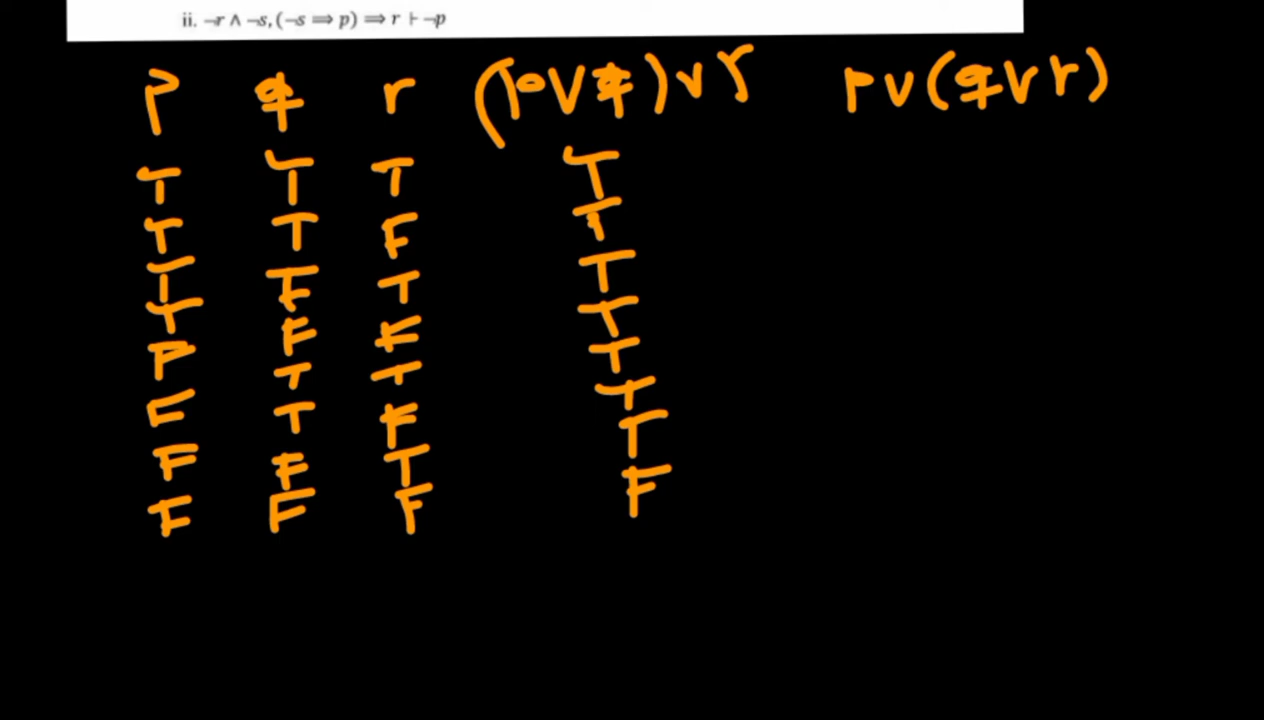 ii. ¬r ∧ ¬s, (¬s ⟹ p) ⟹ r ⊢ ¬p
p q r (p∨q)∨r p∨(q∨r)
T T T T
T T F T
T F T T
T F F T
F T T T
F T F T
F F T T
F F F F